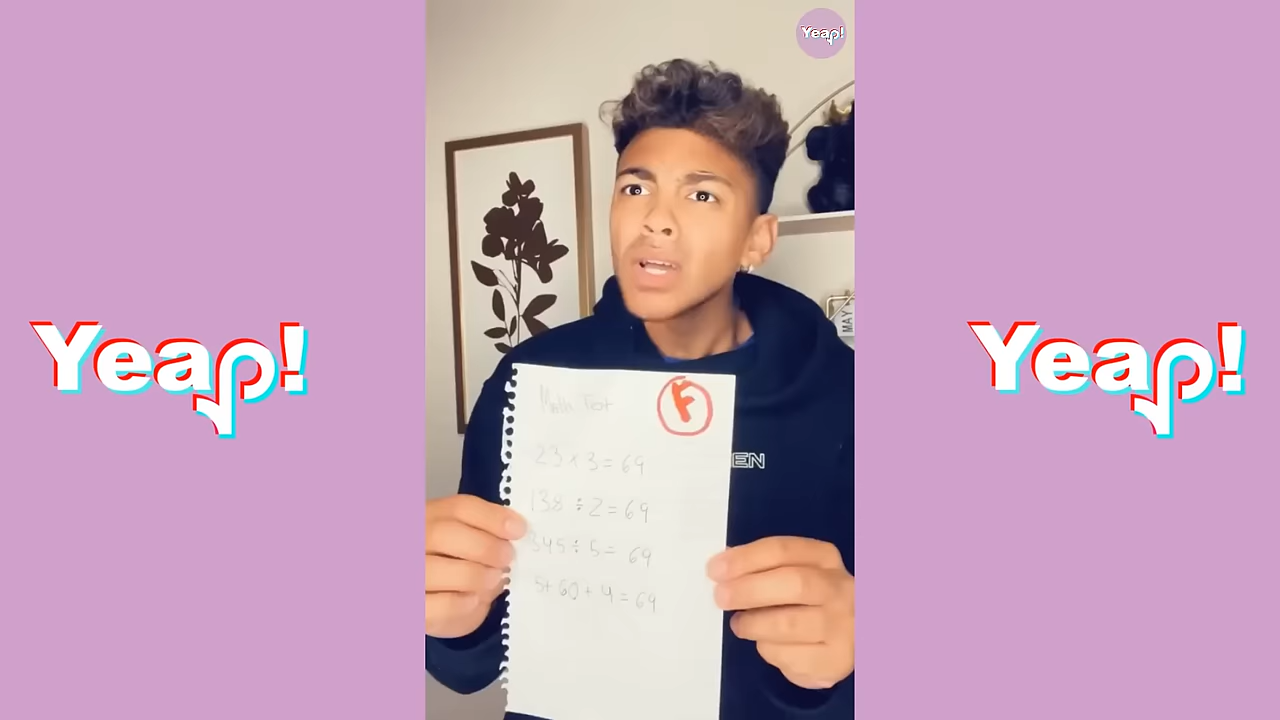 Yeap!
Yeap!
Yeap!
MAY
EN
Math Test
F
23 x 3 = 69
138 ÷ 2 = 69
345 ÷ 5 = 69
5 + 60 + 4 = 69